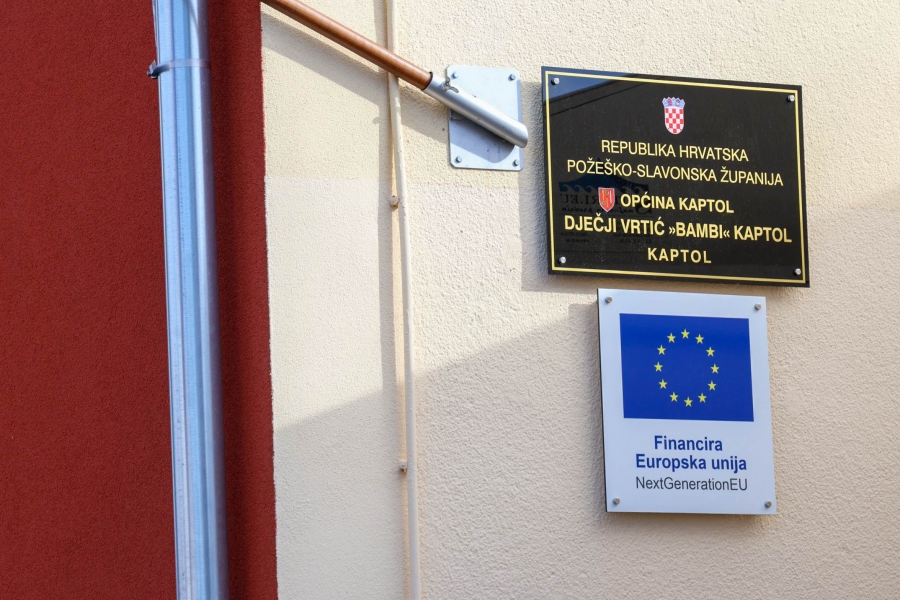 REPUBLIKA HRVATSKA
POŽEŠKO-SLAVONSKA ŽUPANIJA
OPĆINA KAPTOL
DJEČJI VRTIĆ »BAMBI« KAPTOL
KAPTOL
Financira
Europska unija
NextGenerationEU